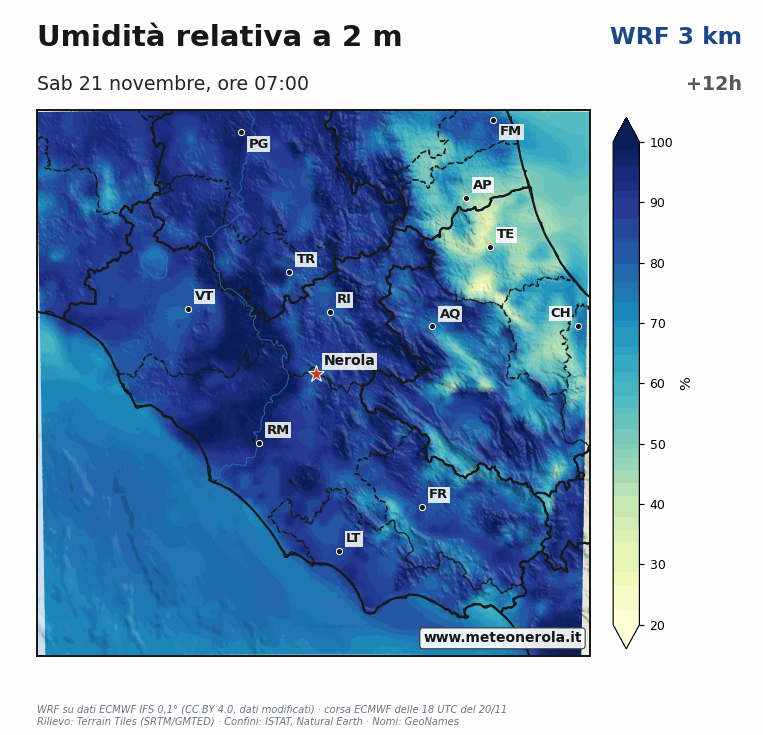 Umidità relativa a 2 m
WRF 3 km
Sab 21 novembre, ore 07:00
+12h
FM
PG
AP
TE
TR
VT
RI
AQ
CH
Nerola
RM
FR
LT
100
90
80
70
60
50
40
30
20
%
www.meteonerola.it
WRF su dati ECMWF IFS 0,1° (CC BY 4.0, dati modificati) · corsa ECMWF delle 18 UTC del 20/11
Rilievo: Terrain Tiles (SRTM/GMTED) · Confini: ISTAT, Natural Earth · Nomi: GeoNames